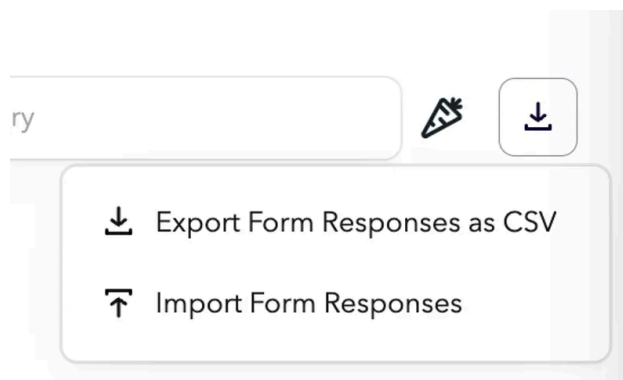 ry
Export Form Responses as CSV
Import Form Responses